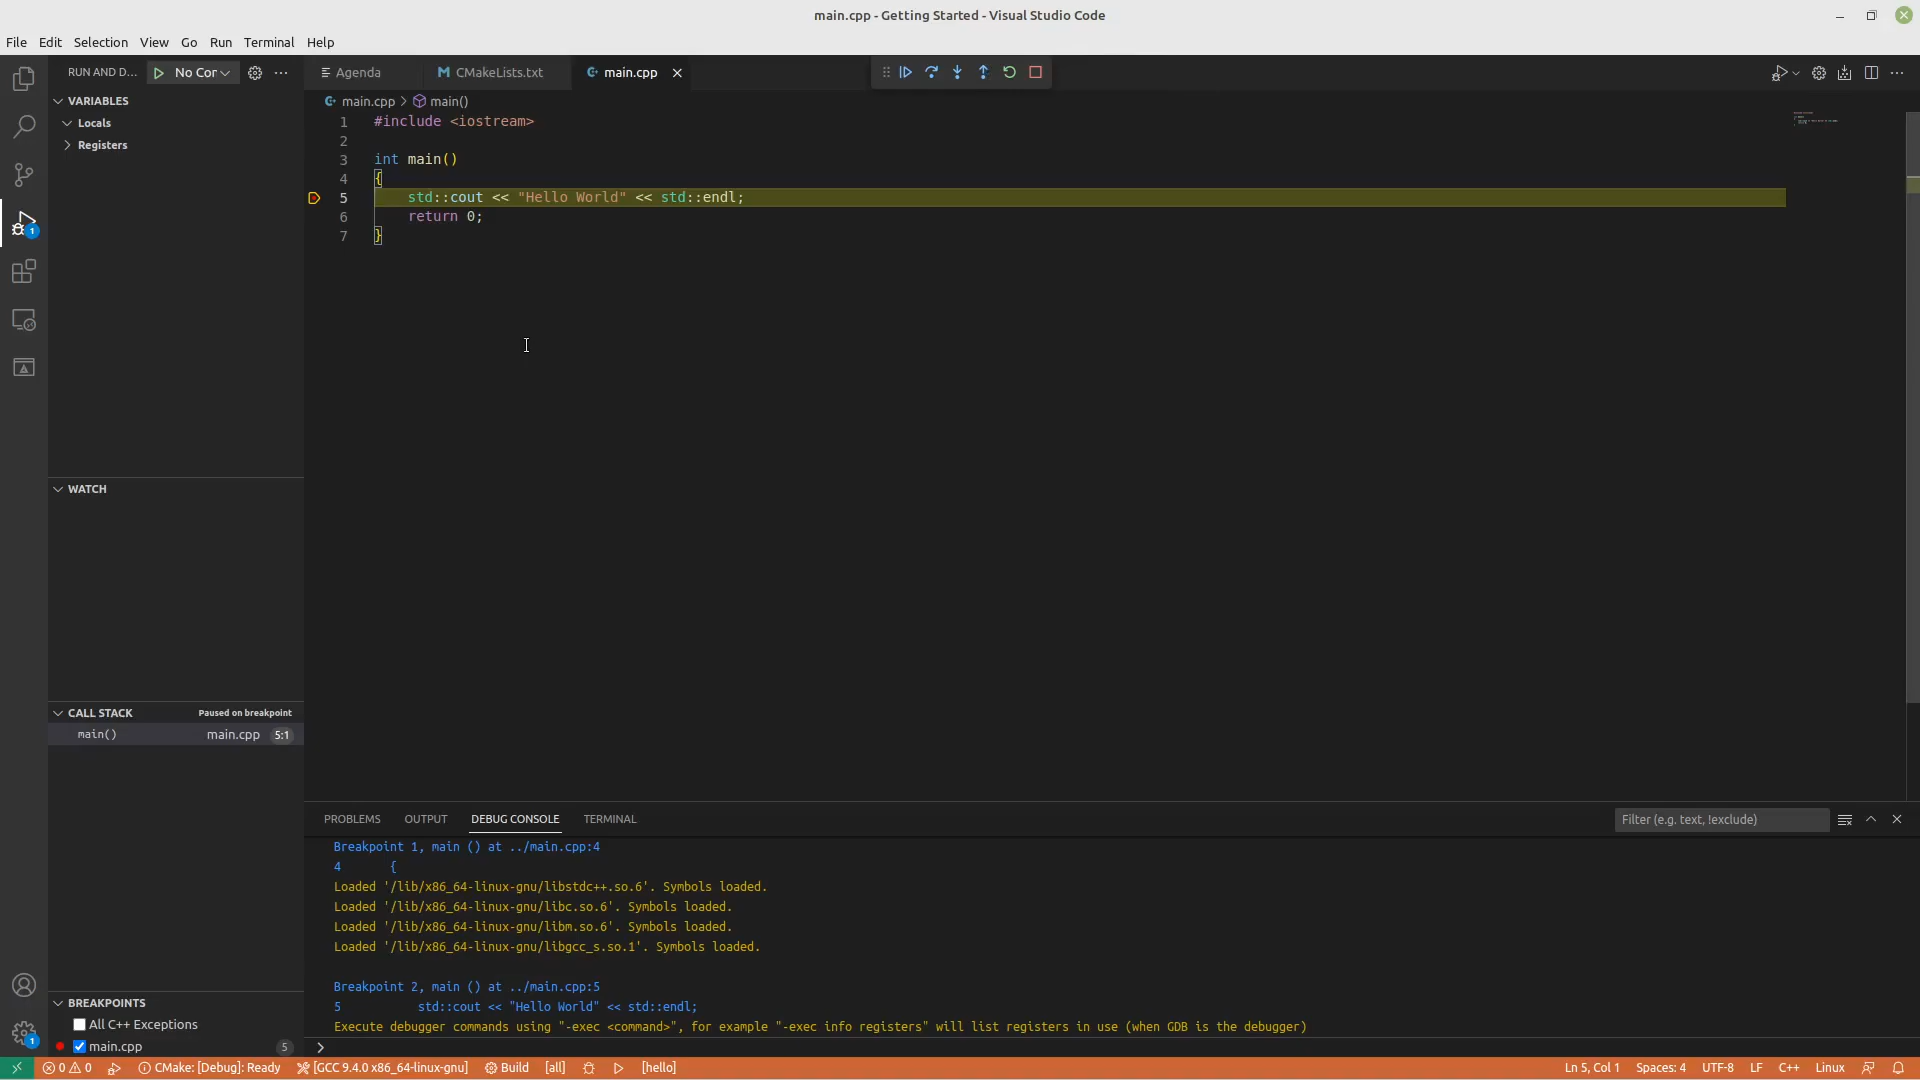 main.cpp - Getting Started - Visual Studio Code
File Edit Selection View Go Run Terminal Help
RUN AND D... No Cor
Agenda CMakeLists.txt main.cpp
VARIABLES
Locals
Registers
main.cpp > main()
1 #include <iostream>
2
3 int main()
4 {
5 std::cout << "Hello World" << std::endl;
6 return 0;
7 }
WATCH
CALL STACK Paused on breakpoint
main() main.cpp 5:1
BREAKPOINTS
All C++ Exceptions
main.cpp 5
1
1
PROBLEMS OUTPUT DEBUG CONSOLE TERMINAL
Filter (e.g. text, !exclude)
Breakpoint 1, main () at ../main.cpp:4
4 {
Loaded '/lib/x86_64-linux-gnu/libstdc++.so.6'. Symbols loaded.
Loaded '/lib/x86_64-linux-gnu/libc.so.6'. Symbols loaded.
Loaded '/lib/x86_64-linux-gnu/libm.so.6'. Symbols loaded.
Loaded '/lib/x86_64-linux-gnu/libgcc_s.so.1'. Symbols loaded.
Breakpoint 2, main () at ../main.cpp:5
5 std::cout << "Hello World" << std::endl;
Execute debugger commands using "-exec <command>", for example "-exec info registers" will list registers in use (when GDB is the debugger)
>
0 0 CMake: [Debug]: Ready [GCC 9.4.0 x86_64-linux-gnu] Build [all] [hello] Ln 5, Col 1 Spaces: 4 UTF-8 LF C++ Linux